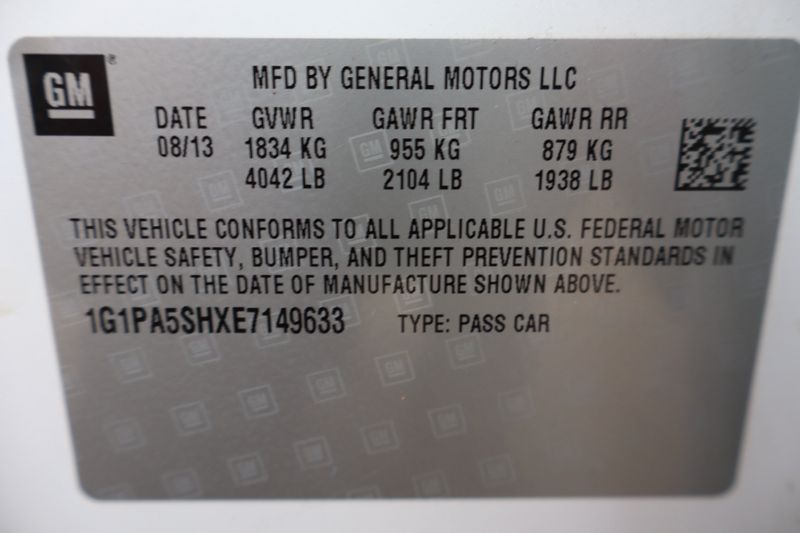 GM
MFD BY GENERAL MOTORS LLC
DATE GVWR GAWR FRT GAWR RR
08/13 1834 KG 955 KG 879 KG
4042 LB 2104 LB 1938 LB
THIS VEHICLE CONFORMS TO ALL APPLICABLE U.S. FEDERAL MOTOR
VEHICLE SAFETY, BUMPER, AND THEFT PREVENTION STANDARDS IN
EFFECT ON THE DATE OF MANUFACTURE SHOWN ABOVE.
1G1PA5SHXE7149633 TYPE: PASS CAR